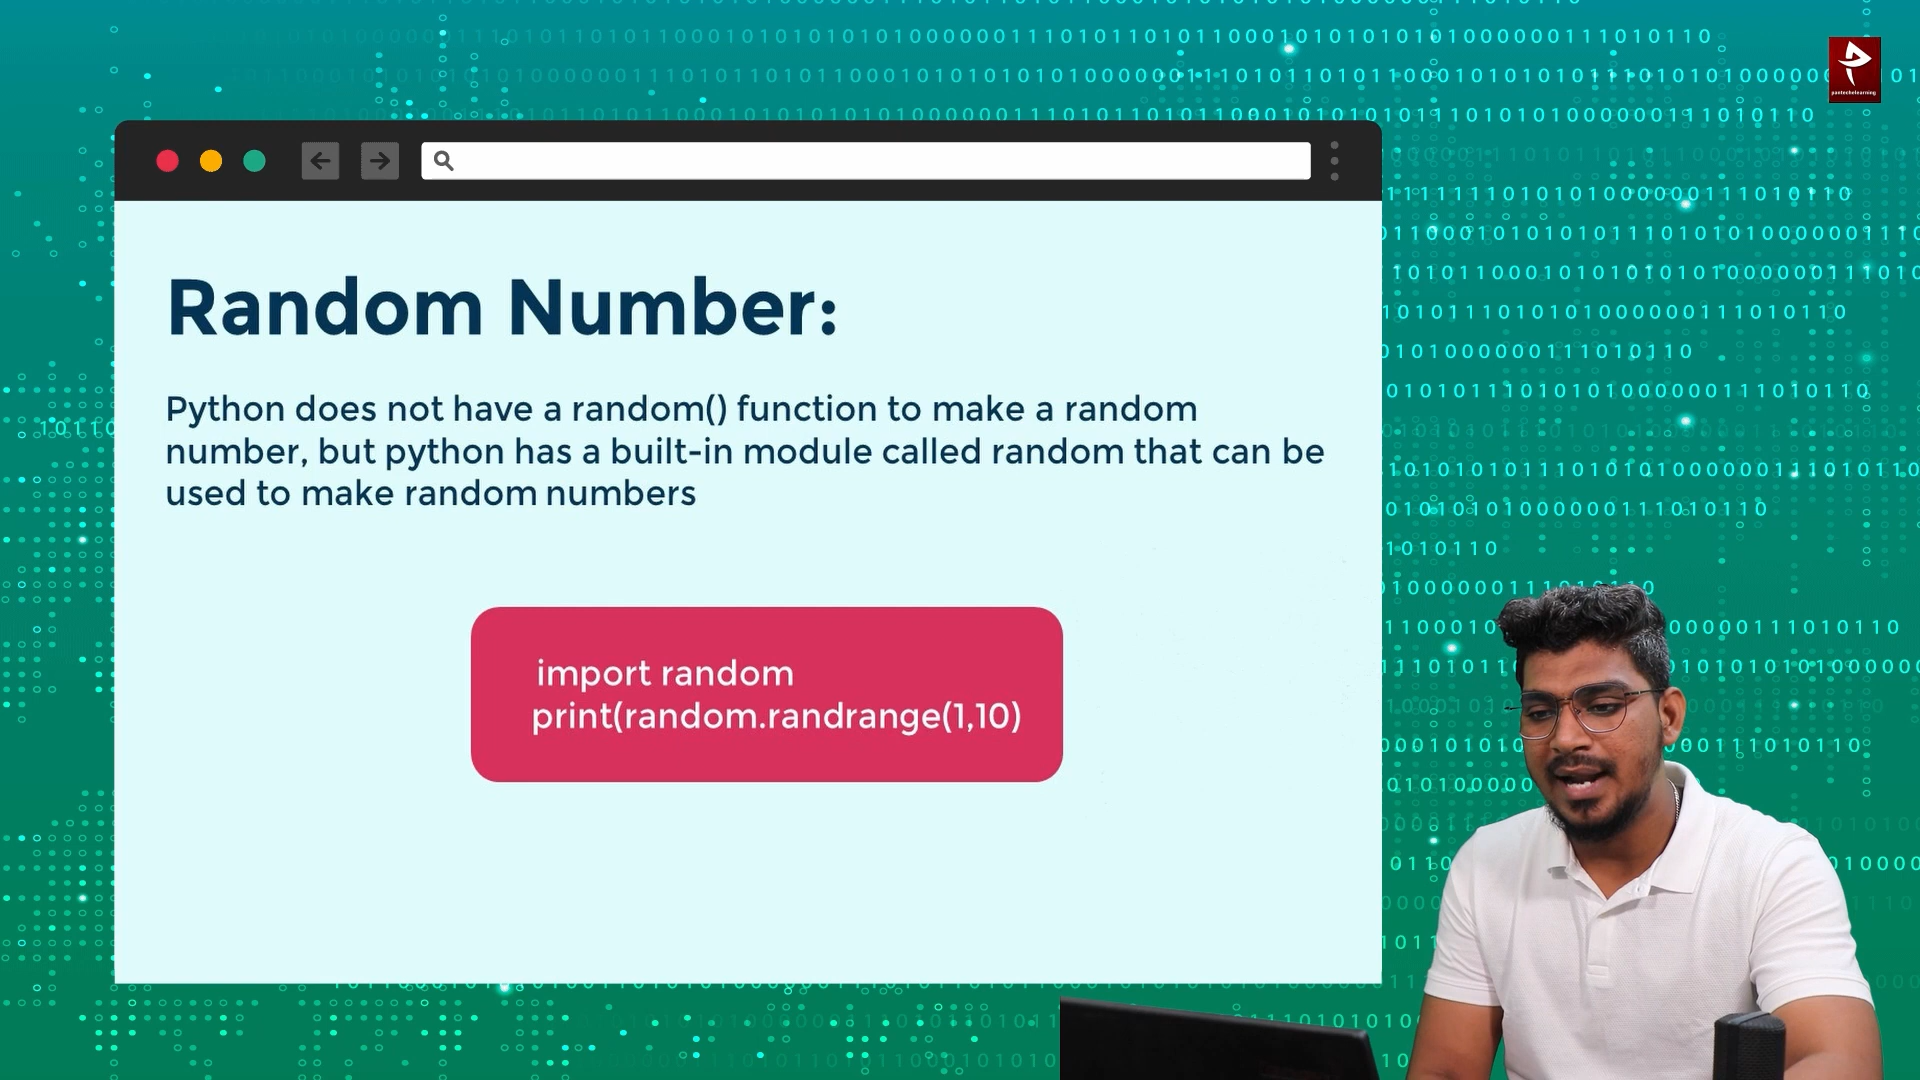 Random Number:
Python does not have a random() function to make a random
number, but python has a built-in module called random that can be
used to make random numbers
import random
print(random.randrange(1,10)
pantechelearning